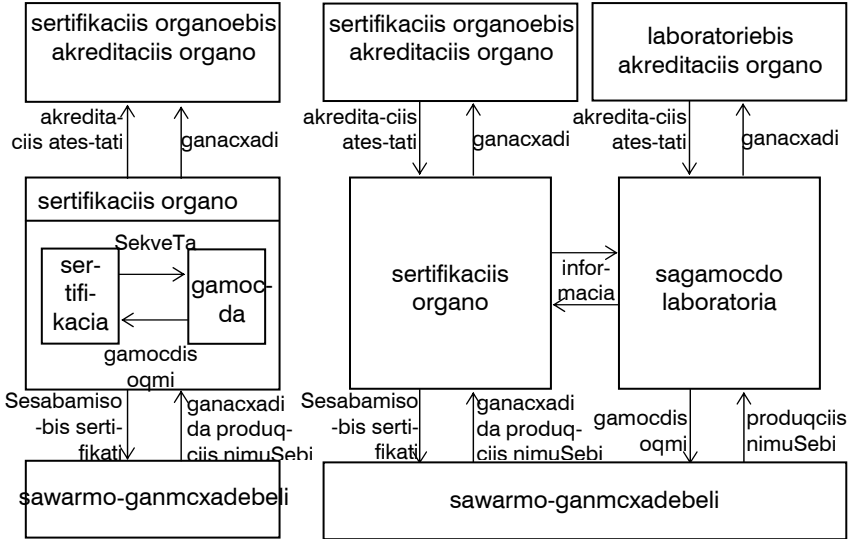 sertifikaciis organoebis
akreditaciis organo
akredita-
ciis ates-tati
ganacxadi
sertifikaciis organo
SekveTa
ser-
tifi-
kacia
gamoc-
da
gamocdis
oqmi
Sesabamiso
-bis serti-
fikati
ganacxadi
da produq-
ciis nimuSebi
sawarmo-ganmcxadebeli
sertifikaciis organoebis
akreditaciis organo
laboratoriebis
akreditaciis organo
akredita-ciis
ates-tati
ganacxadi
akredita-ciis
ates-tati
ganacxadi
sertifikaciis
organo
infor-
macia
sagamocdo
laboratoria
Sesabamiso
-bis serti-
fikati
ganacxadi
da produq-
ciis nimuSebi
gamocdis
oqmi
produqciis
nimuSebi
sawarmo-ganmcxadebeli